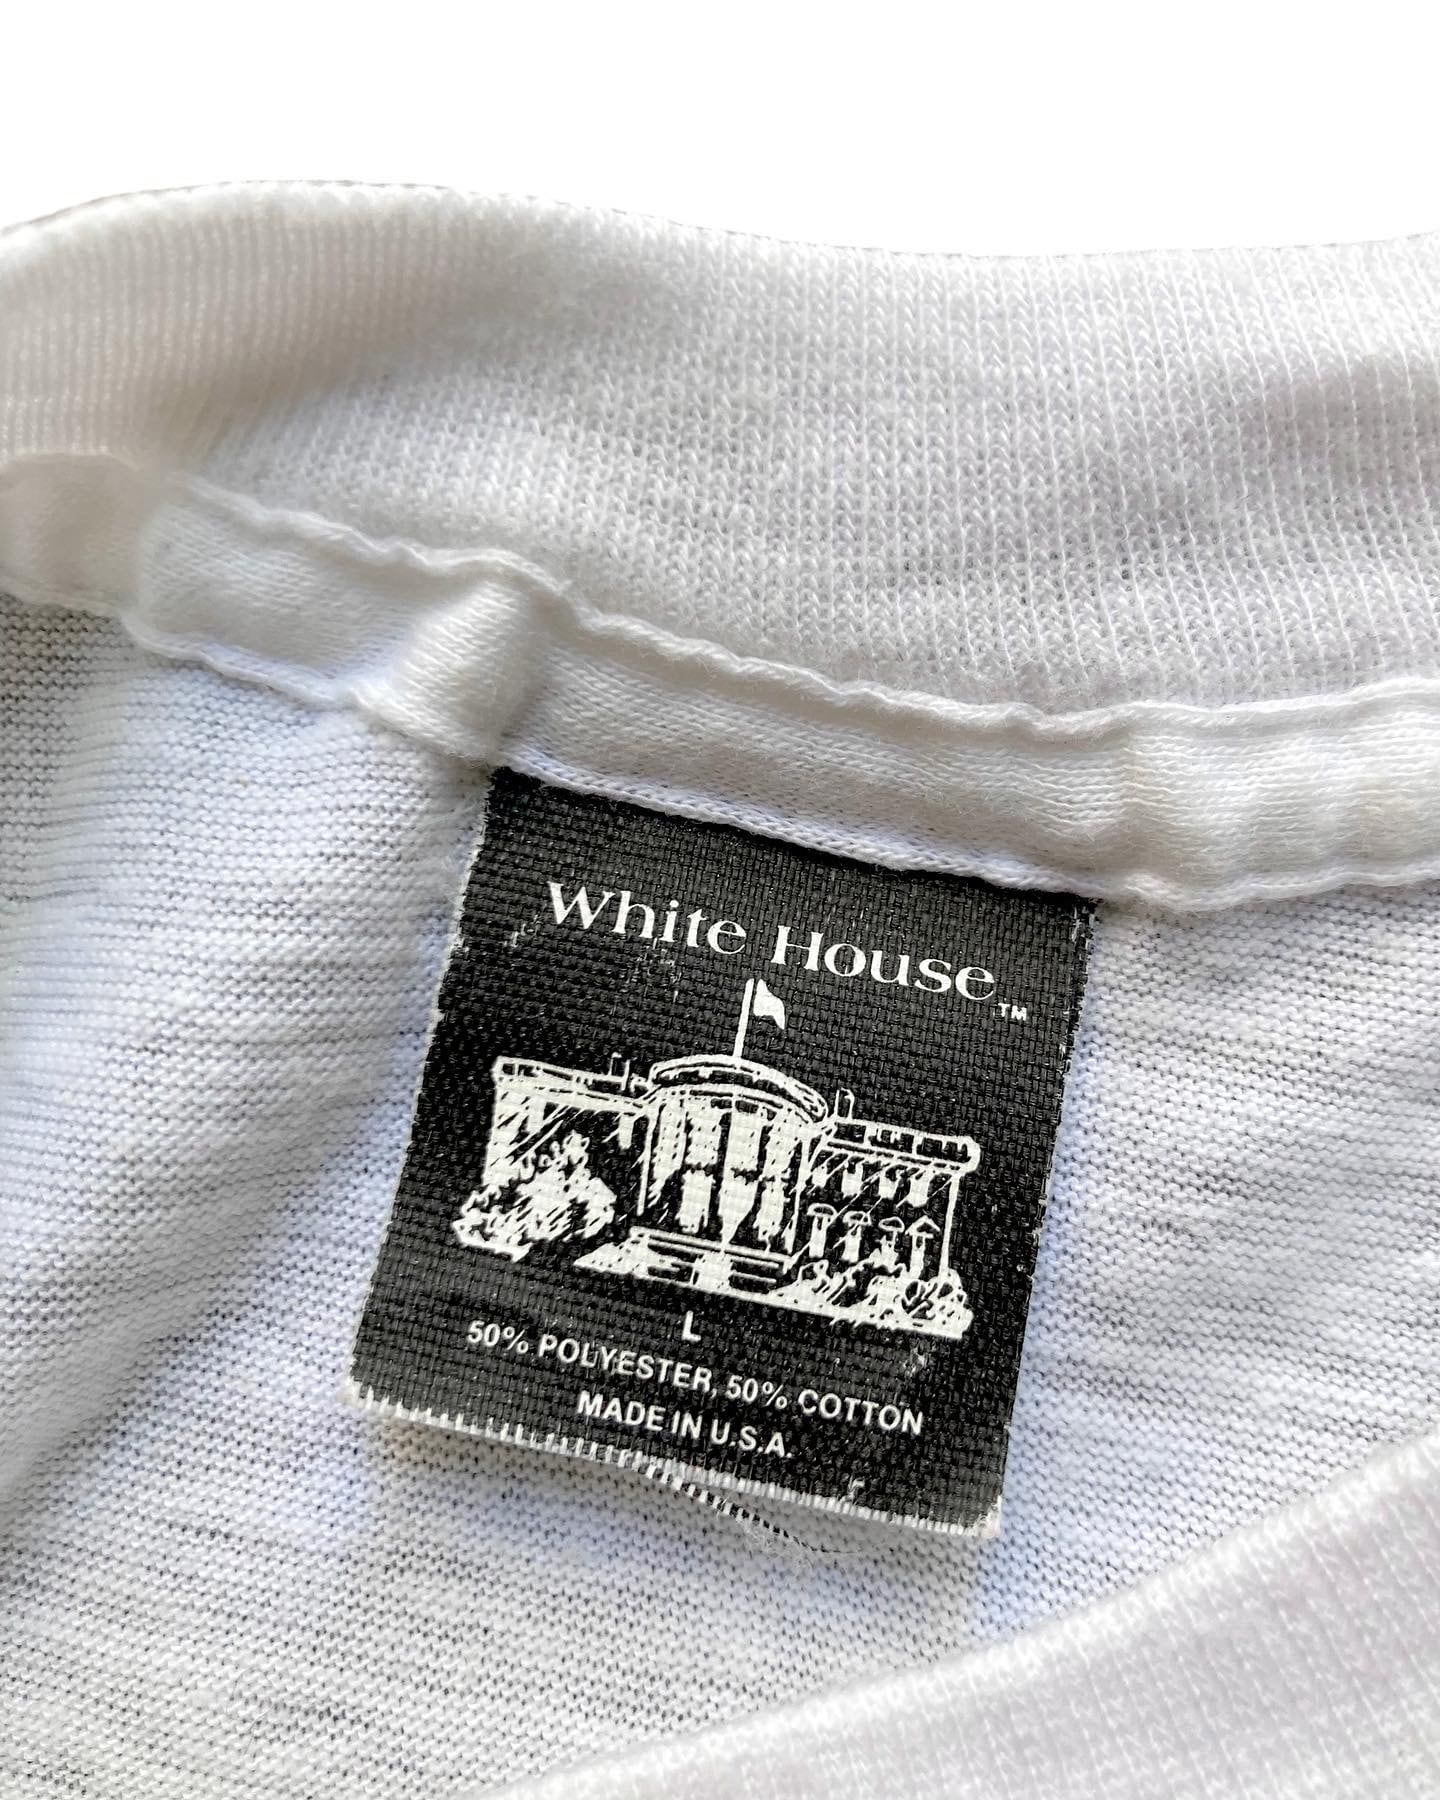 White House™
L
50% POLYESTER, 50% COTTON
MADE IN U.S.A.